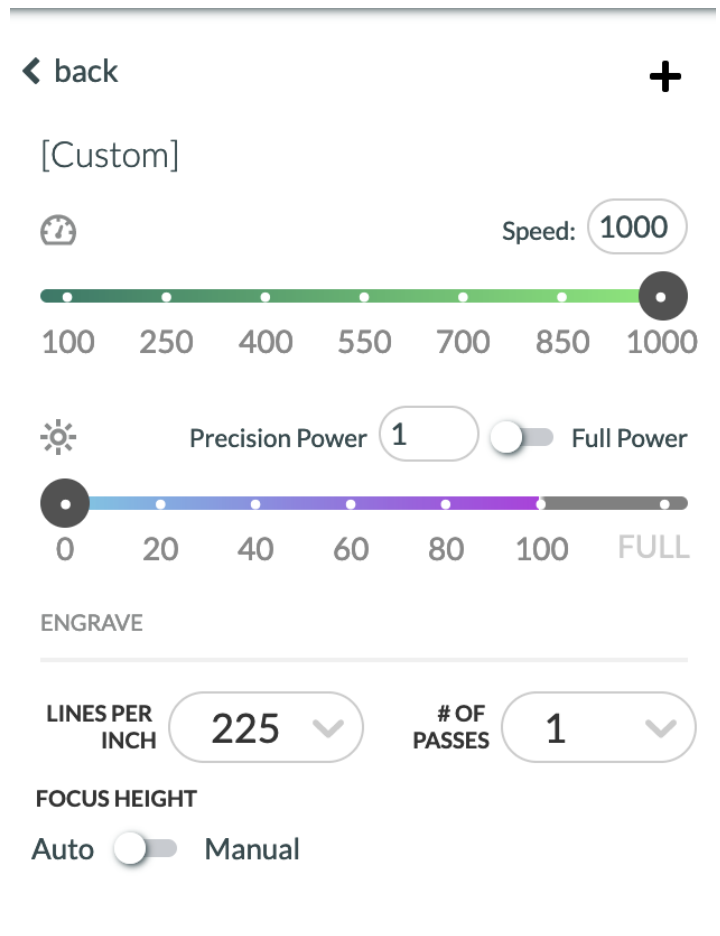 back
[Custom]
Speed: 1000
100 250 400 550 700 850 1000
Precision Power 1 Full Power
0 20 40 60 80 100 FULL
ENGRAVE
LINES PER INCH 225 # OF PASSES 1
FOCUS HEIGHT
Auto Manual